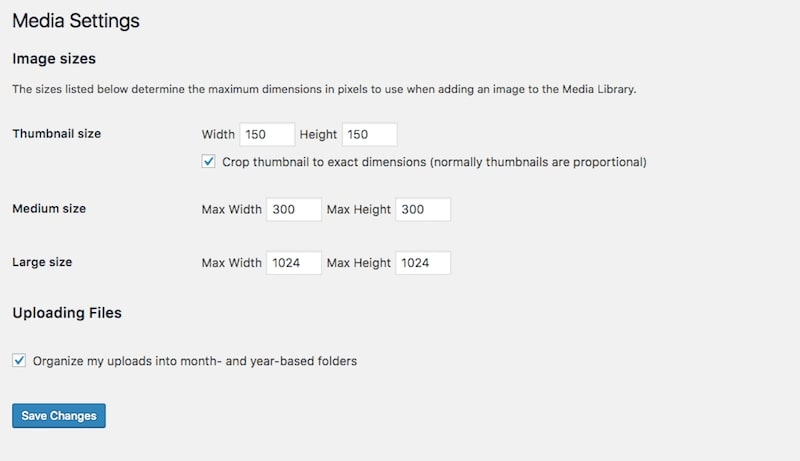 Media Settings
Image sizes
The sizes listed below determine the maximum dimensions in pixels to use when adding an image to the Media Library.
Thumbnail size Width 150 Height 150
Crop thumbnail to exact dimensions (normally thumbnails are proportional)
Medium size Max Width 300 Max Height 300
Large size Max Width 1024 Max Height 1024
Uploading Files
Organize my uploads into month- and year-based folders
Save Changes